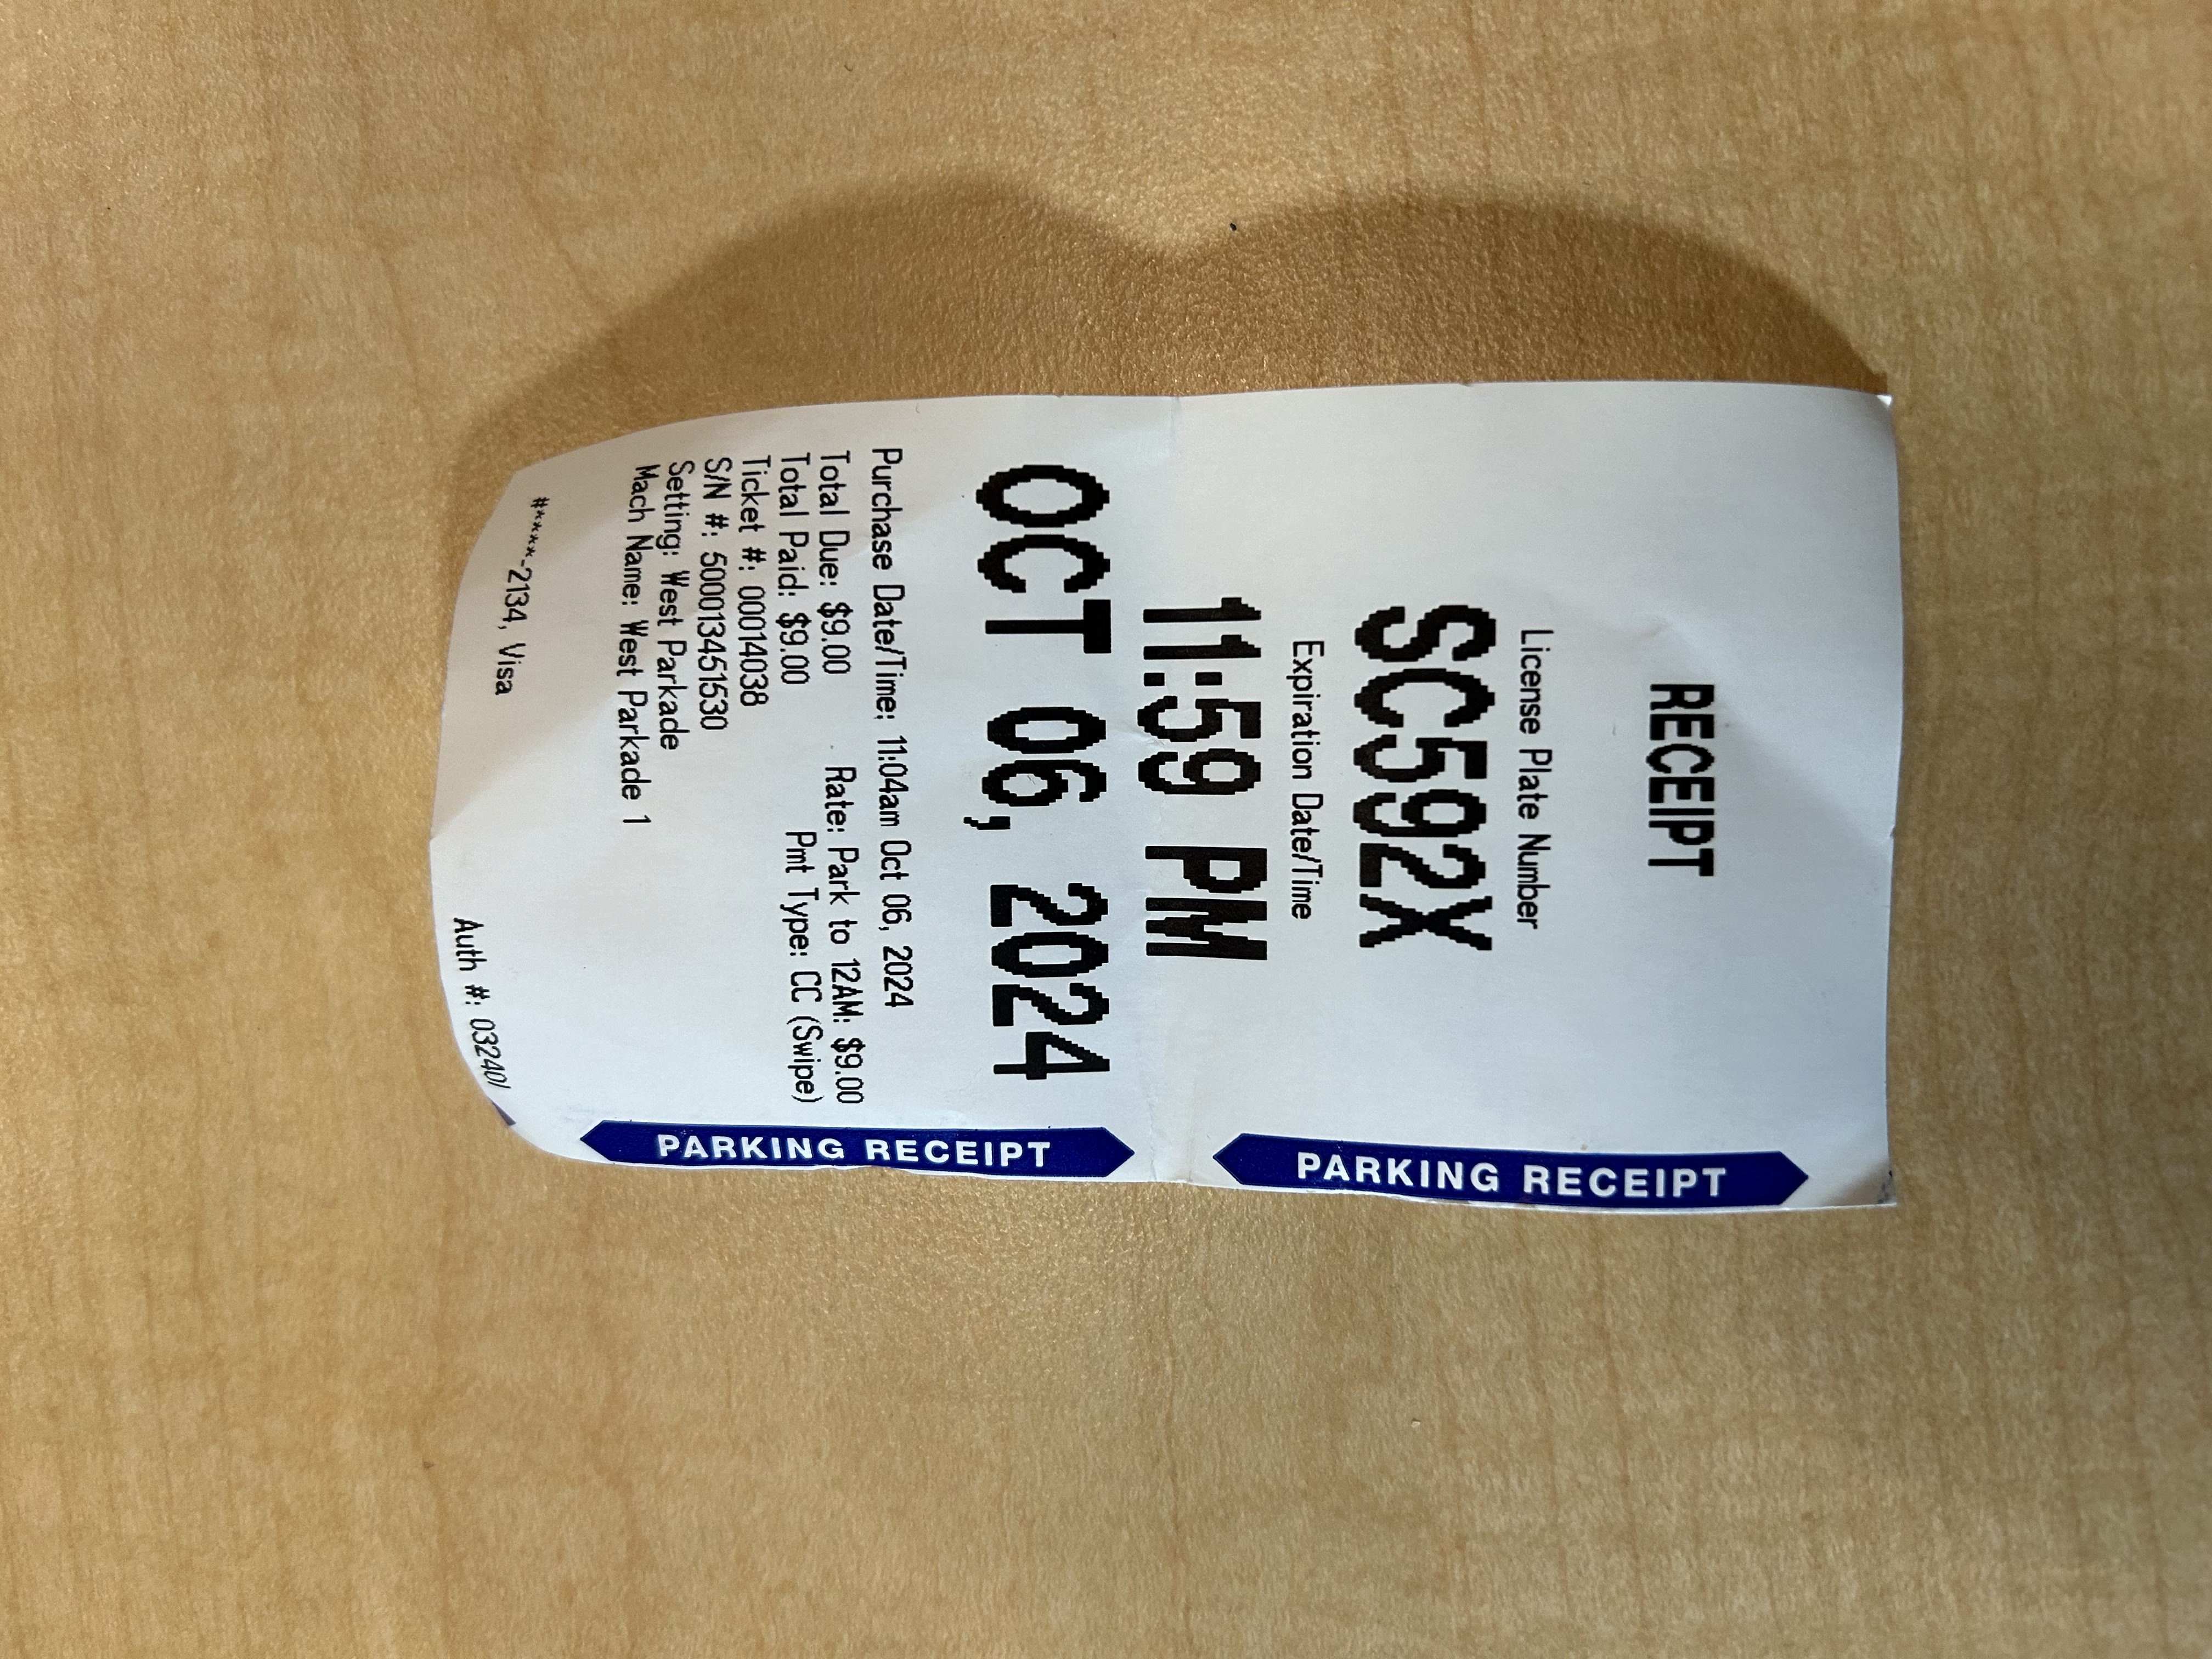 RECEIPT
License Plate Number
SC592X
Expiration Date/Time
11:59 PM
OCT 06, 2024
Purchase Date/Time: 11:04am Oct 06, 2024
Total Due: $9.00 Rate: Park to 12AM: $9.00
Total Paid: $9.00 Pmt Type: CC (Swipe)
Ticket #: 00014038
S/N #: 500013451530
Setting: West Parkade
Mach Name: West Parkade 1
#****-2134, Visa
Auth #:
PARKING RECEIPT
PARKING RECEIPT